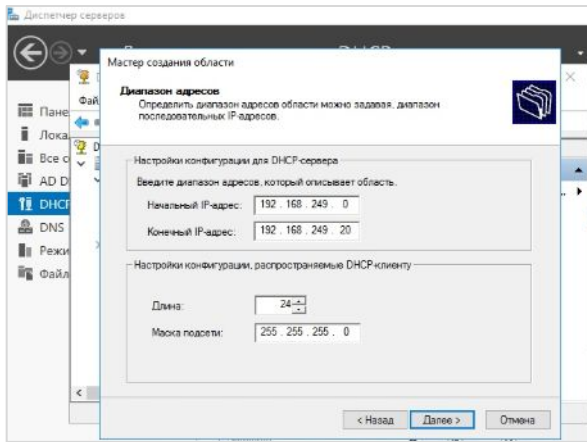 Диспетчер серверов
DHCP
Мастер создания области
Диапазон адресов
Определить диапазон адресов области можно задавая, диапазон
последовательных IP-адресов.
Настройки конфигурации для DHCP-сервера
Введите диапазон адресов, который описывает область.
Начальный IP-адрес: 192 . 168 . 249 . 0
Конечный IP-адрес: 192 . 168 . 249 . 20
Настройки конфигурации, распространяемые DHCP-клиенту
Длина: 24
Маска подсети: 255 . 255 . 255 . 0
< Назад Далее > Отмена
Фай
Пане
Лока
Все с
AD D
DHCP
DNS
Режи
Файл